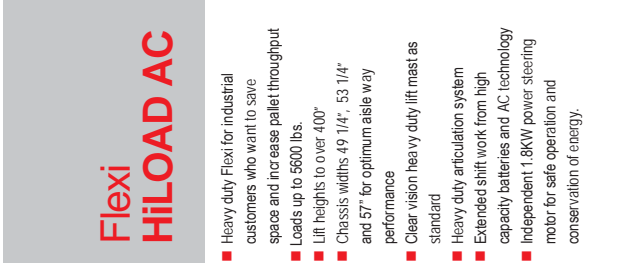 Flexi
HiLOAD AC
Heavy duty Flexi for industrial
customers who want to save
space and increase pallet throughput
Loads up to 5600 lbs.
Lift heights to over 400"
Chassis widths 49 1/4", 53 1/4"
and 57" for optimum aisle way
performance
Clear vision heavy duty lift mast as
standard
Heavy duty articulation system
Extended shift work from high
capacity batteries and AC technology
Independent 1.8KW power steering
motor for safe operation and
conservation of energy.